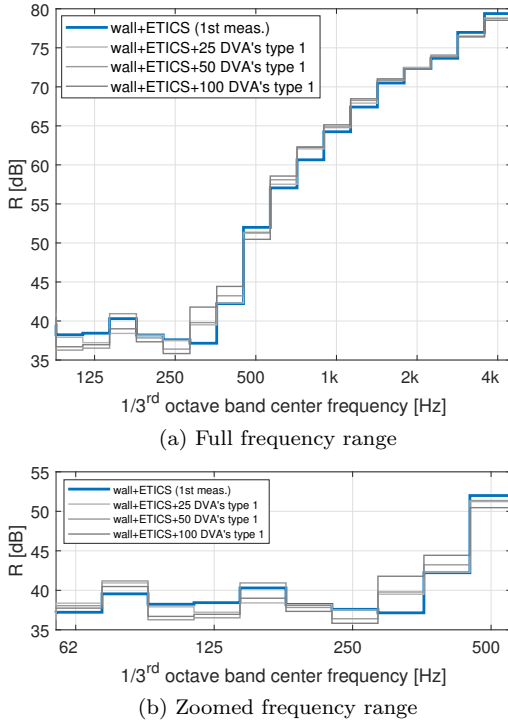 80
75
70
65
60
55
50
45
40
35
R [dB]
wall+ETICS (1st meas.)
wall+ETICS+25 DVA's type 1
wall+ETICS+50 DVA's type 1
wall+ETICS+100 DVA's type 1
125 250 500 1k 2k 4k
1/3rd octave band center frequency [Hz]
(a) Full frequency range
55
50
45
40
35
R [dB]
wall+ETICS (1st meas.)
wall+ETICS+25 DVA's type 1
wall+ETICS+50 DVA's type 1
wall+ETICS+100 DVA's type 1
62 125 250 500
1/3rd octave band center frequency [Hz]
(b) Zoomed frequency range